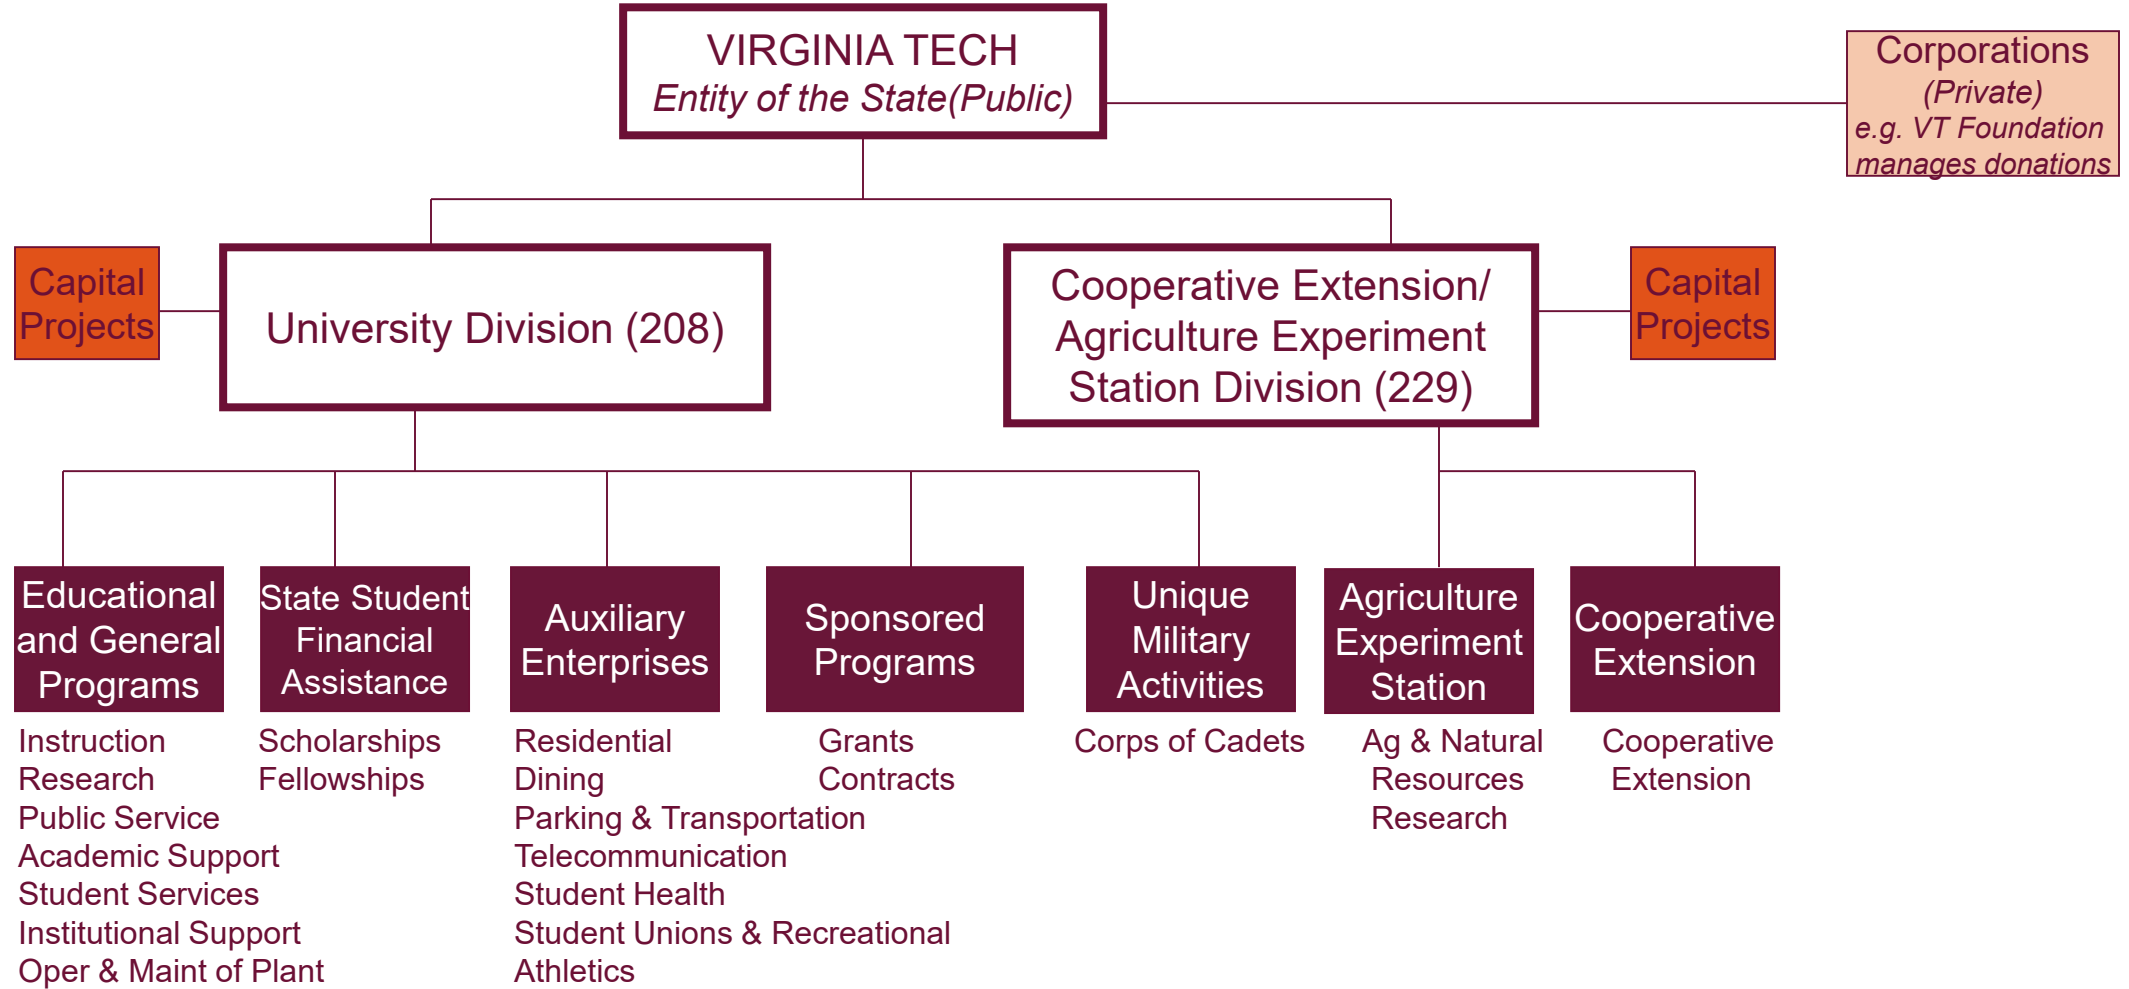 VIRGINIA TECH
Entity of the State(Public)
Corporations
(Private)
e.g. VT Foundation
manages donations
Capital
Projects
University Division (208)
Cooperative Extension/
Agriculture Experiment
Station Division (229)
Capital
Projects
Educational
and General
Programs
State Student
Financial
Assistance
Auxiliary
Enterprises
Sponsored
Programs
Unique
Military
Activities
Agriculture
Experiment
Station
Cooperative
Extension
Instruction
Research
Public Service
Academic Support
Student Services
Institutional Support
Oper & Maint of Plant
Scholarships
Fellowships
Residential
Dining
Parking & Transportation
Telecommunication
Student Health
Student Unions & Recreational
Athletics
Grants
Contracts
Corps of Cadets
Ag & Natural
Resources
Research
Cooperative
Extension